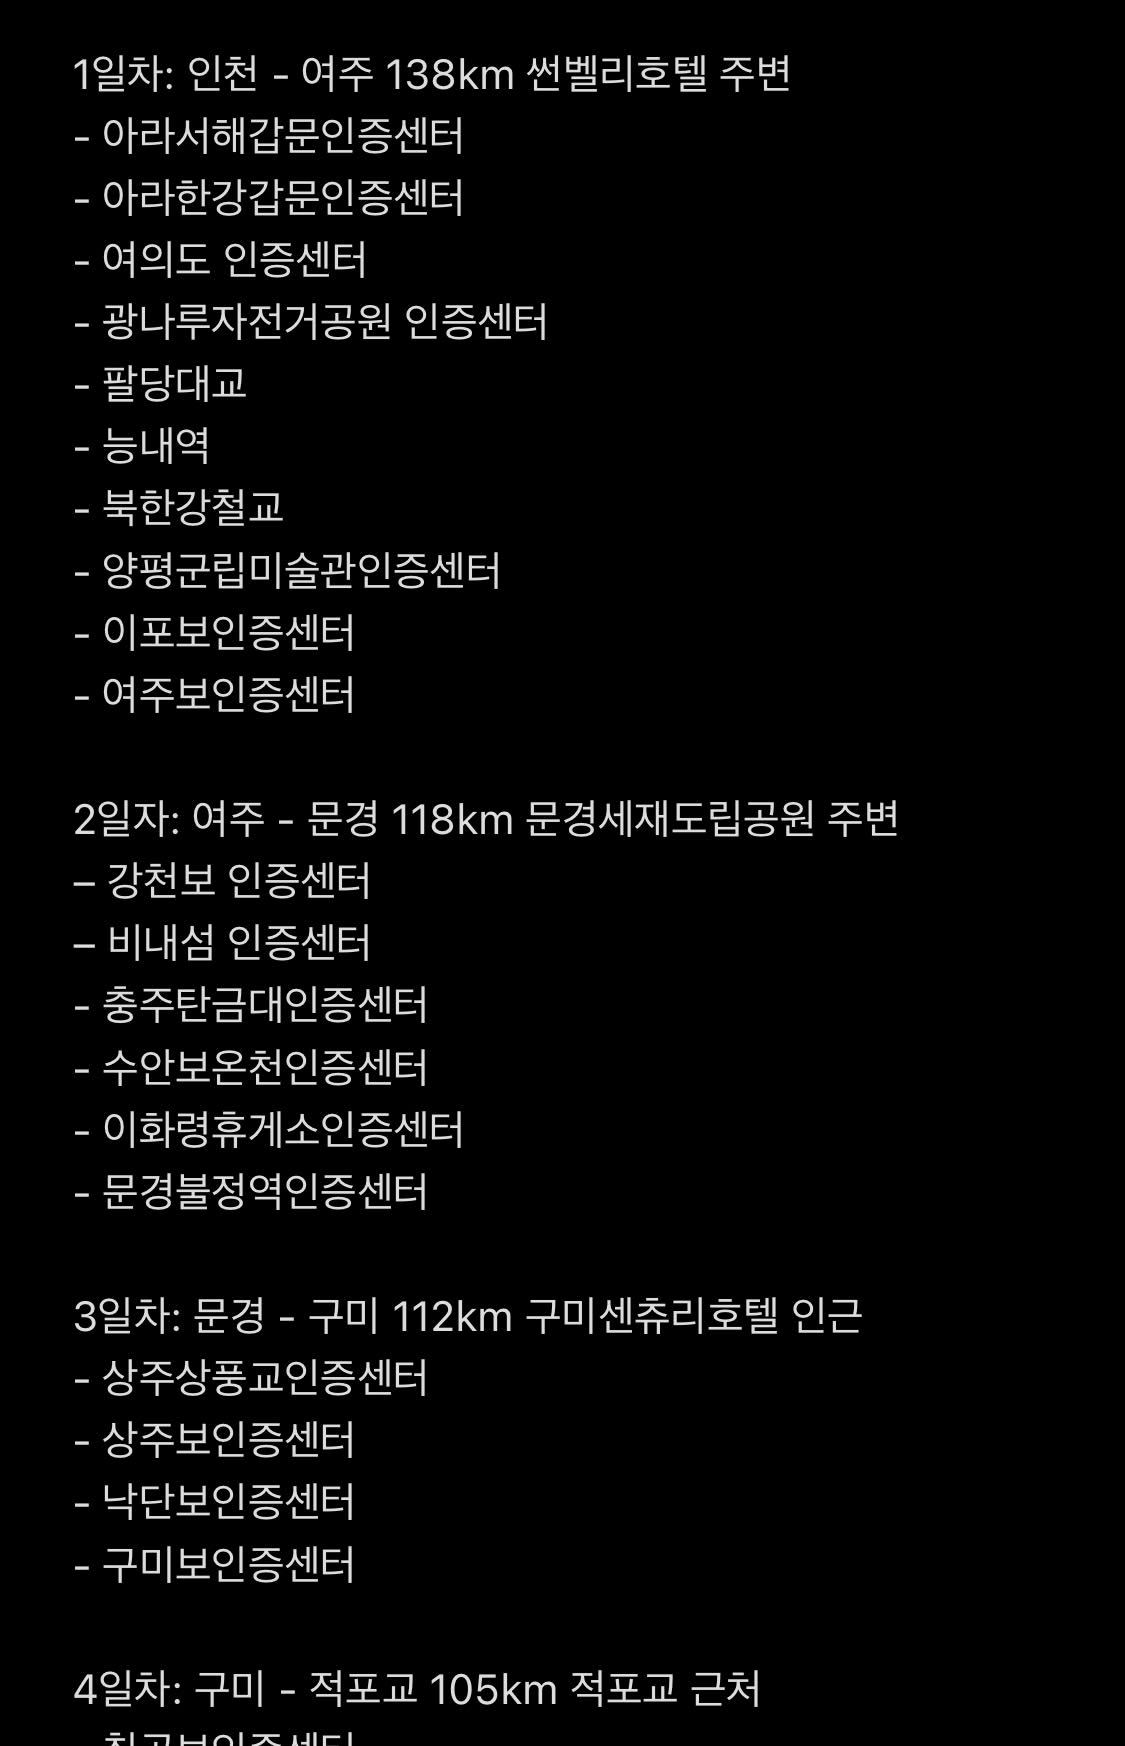 1일차: 인천 - 여주 138km 썬벨리호텔 주변
- 아라서해갑문인증센터
- 아라한강갑문인증센터
- 여의도 인증센터
- 광나루자전거공원 인증센터
- 팔당대교
- 능내역
- 북한강철교
- 양평군립미술관인증센터
- 이포보인증센터
- 여주보인증센터
2일자: 여주 - 문경 118km 문경세재도립공원 주변
– 강천보 인증센터
– 비내섬 인증센터
- 충주탄금대인증센터
- 수안보온천인증센터
- 이화령휴게소인증센터
- 문경불정역인증센터
3일차: 문경 - 구미 112km 구미센츄리호텔 인근
- 상주상풍교인증센터
- 상주보인증센터
- 낙단보인증센터
- 구미보인증센터
4일차: 구미 - 적포교 105km 적포교 근처